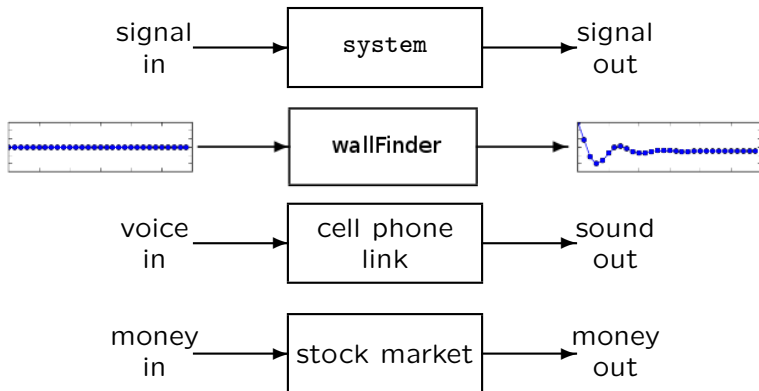 signal
in
system
signal
out
wallFinder
voice
in
cell phone
link
sound
out
money
in
stock market
money
out